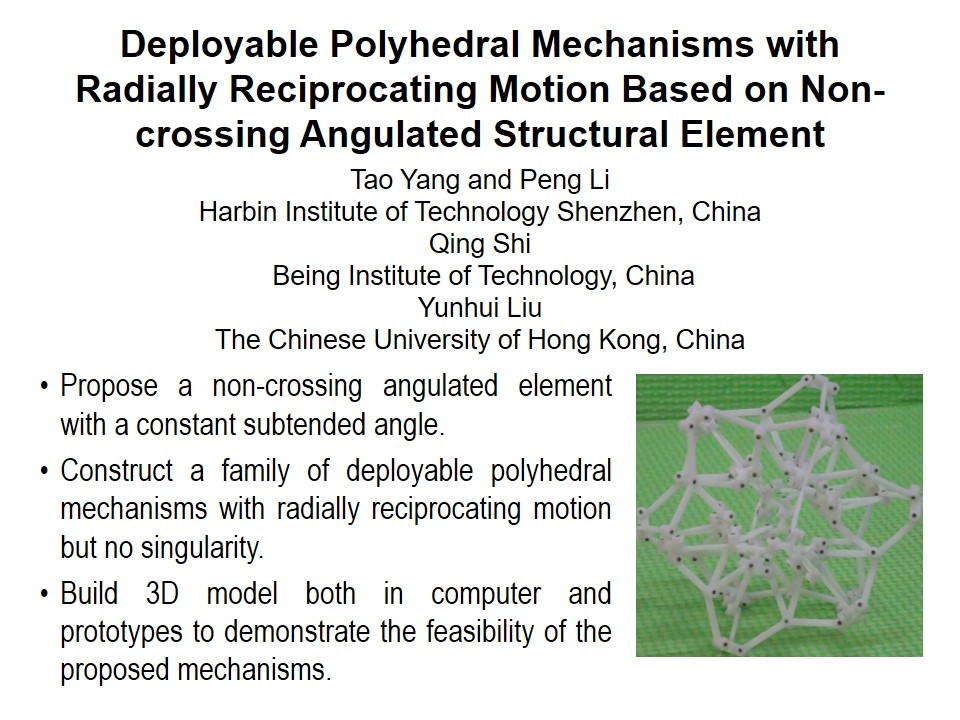 Deployable Polyhedral Mechanisms with
Radially Reciprocating Motion Based on Non-
crossing Angulated Structural Element
Tao Yang and Peng Li
Harbin Institute of Technology Shenzhen, China
Qing Shi
Being Institute of Technology, China
Yunhui Liu
The Chinese University of Hong Kong, China
• Propose a non-crossing angulated element
with a constant subtended angle.
• Construct a family of deployable polyhedral
mechanisms with radially reciprocating motion
but no singularity.
• Build 3D model both in computer and
prototypes to demonstrate the feasibility of the
proposed mechanisms.